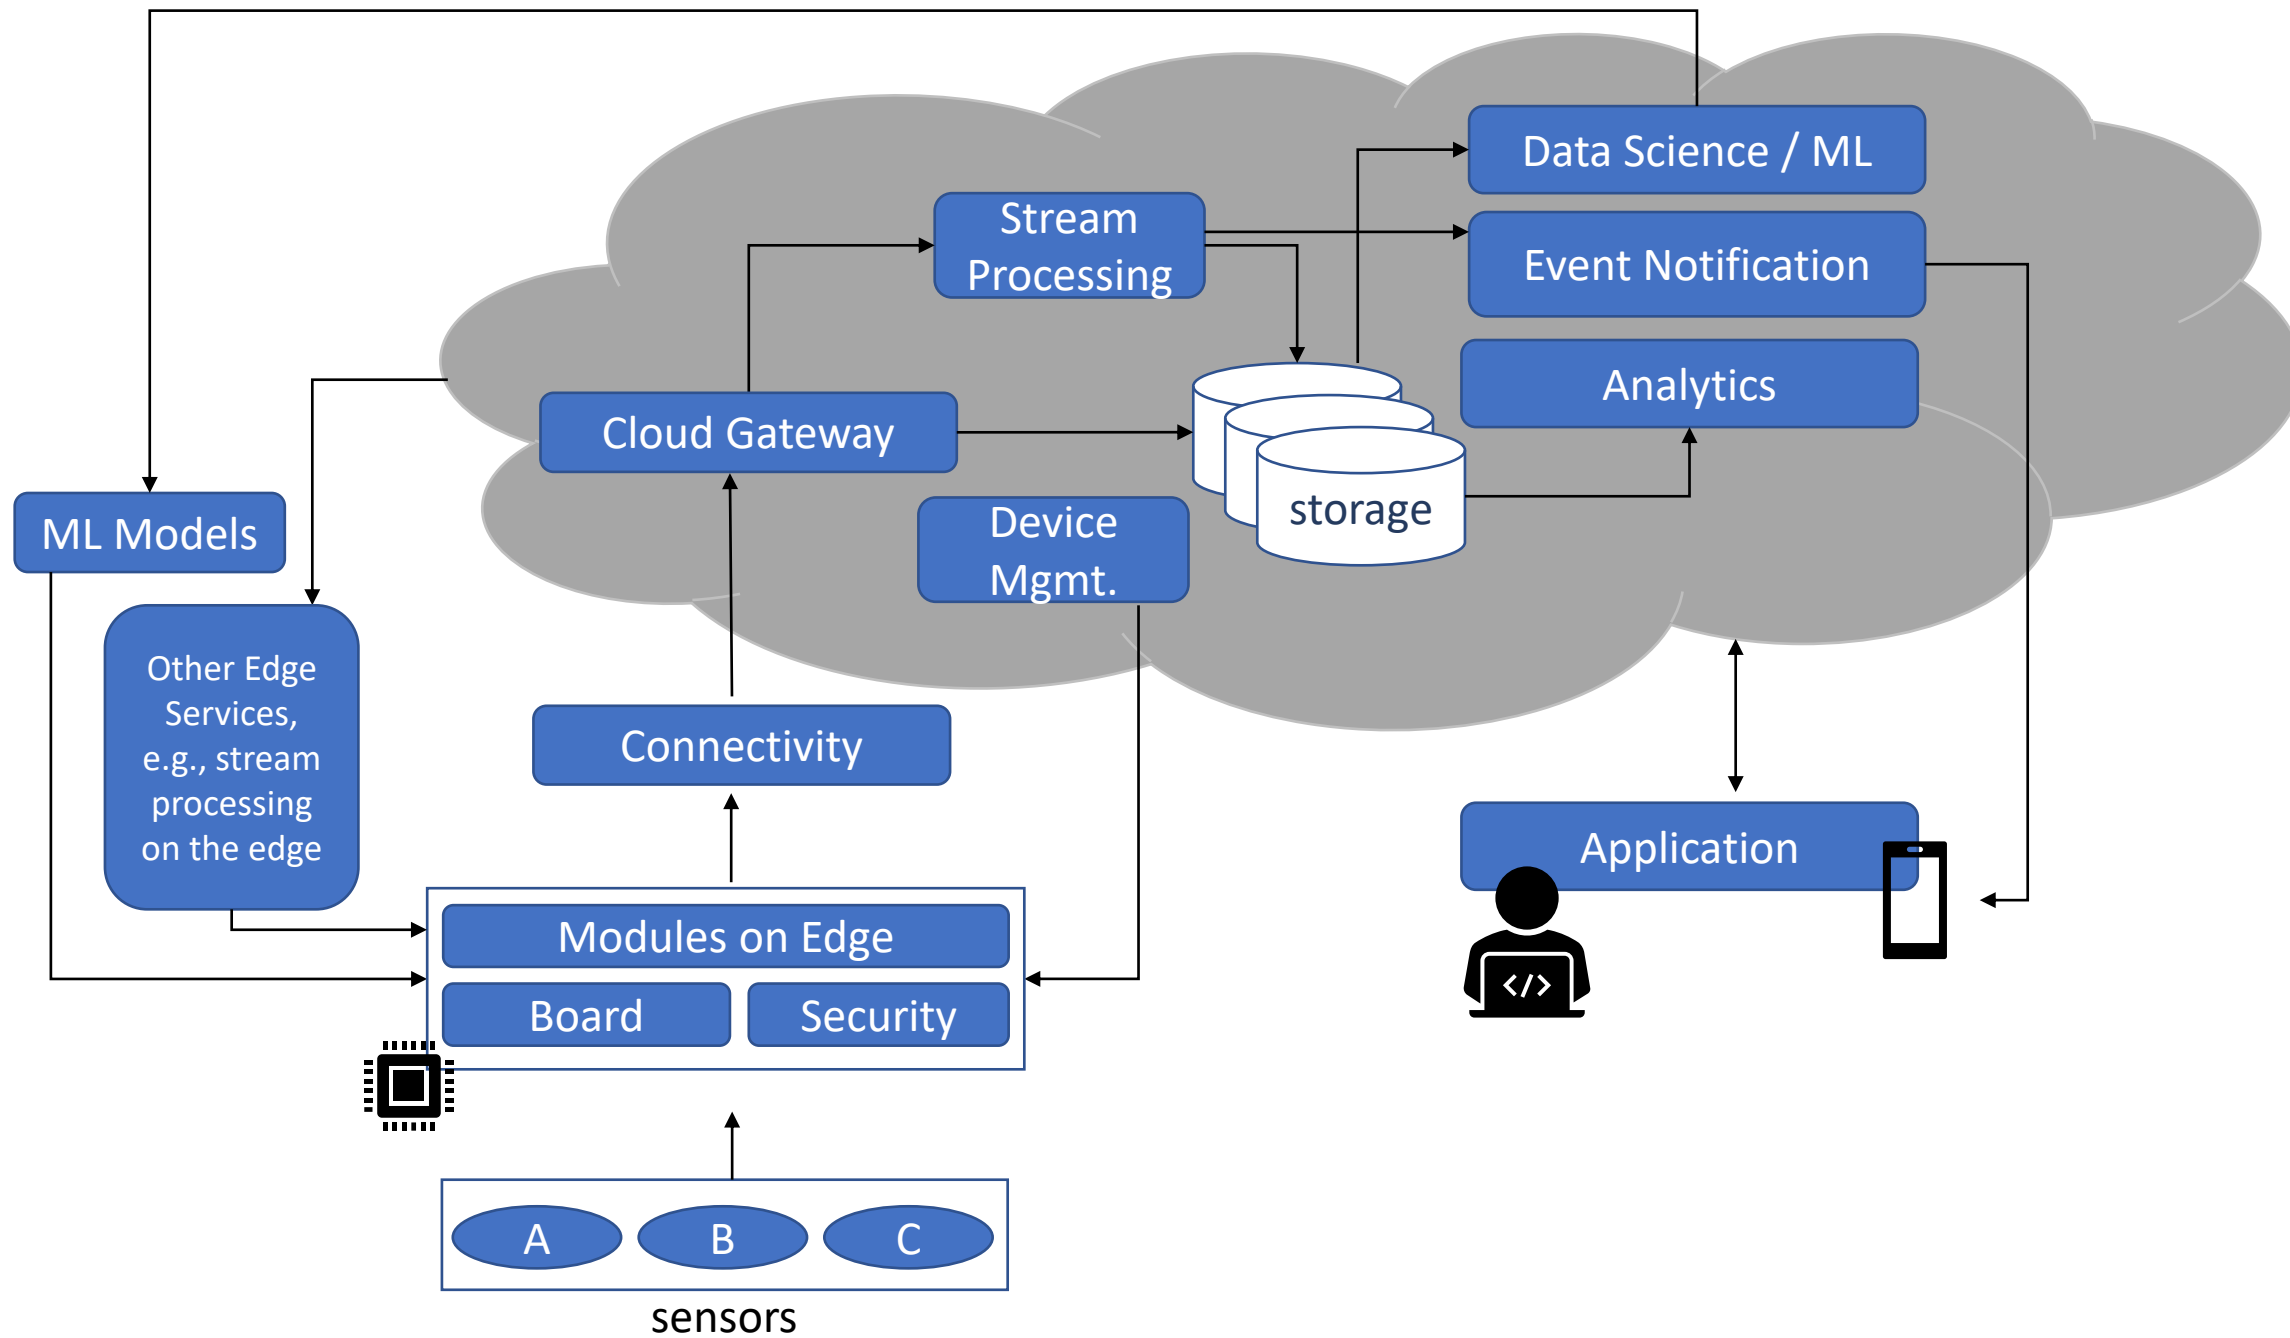 Data Science / ML
Stream
Processing
Event Notification
Analytics
Cloud Gateway
storage
Device
Mgmt.
ML Models
Other Edge
Services,
e.g., stream
processing
on the edge
Connectivity
Application
</>
Modules on Edge
Board
Security
A
B
C
sensors